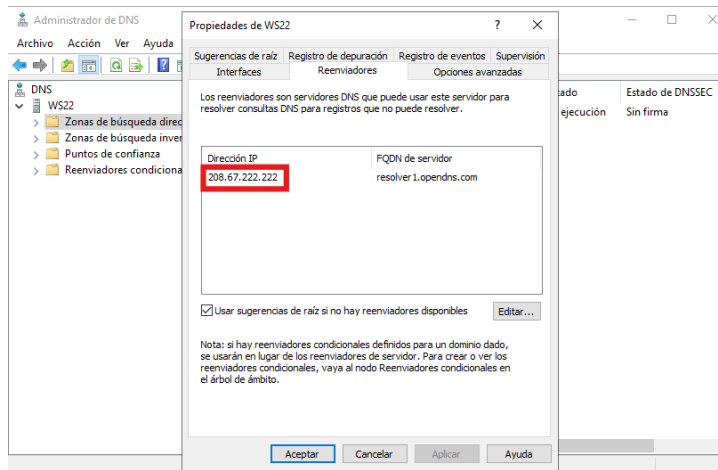 Administrador de DNS
Archivo Acción Ver Ayuda
DNS
WS22
Zonas de búsqueda direc
Zonas de búsqueda inver
Puntos de confianza
Reenviadores condiciona
Propiedades de WS22
Sugerencias de raíz Registro de depuración Registro de eventos Supervisión
Interfaces Reenviadores Opciones avanzadas
Los reenviadores son servidores DNS que puede usar este servidor para
resolver consultas DNS para registros que no puede resolver.
Dirección IP FQDN de servidor
208.67.222.222 resolver1.opendns.com
Usar sugerencias de raíz si no hay reenviadores disponibles Editar...
Nota: si hay reenviadores condicionales definidos para un dominio dado,
se usarán en lugar de los reenviadores de servidor. Para crear o ver los
reenviadores condicionales, vaya al nodo Reenviadores condicionales en
el árbol de ámbito.
Aceptar Cancelar Aplicar Ayuda
tado Estado de DNSSEC
ejecución Sin firma